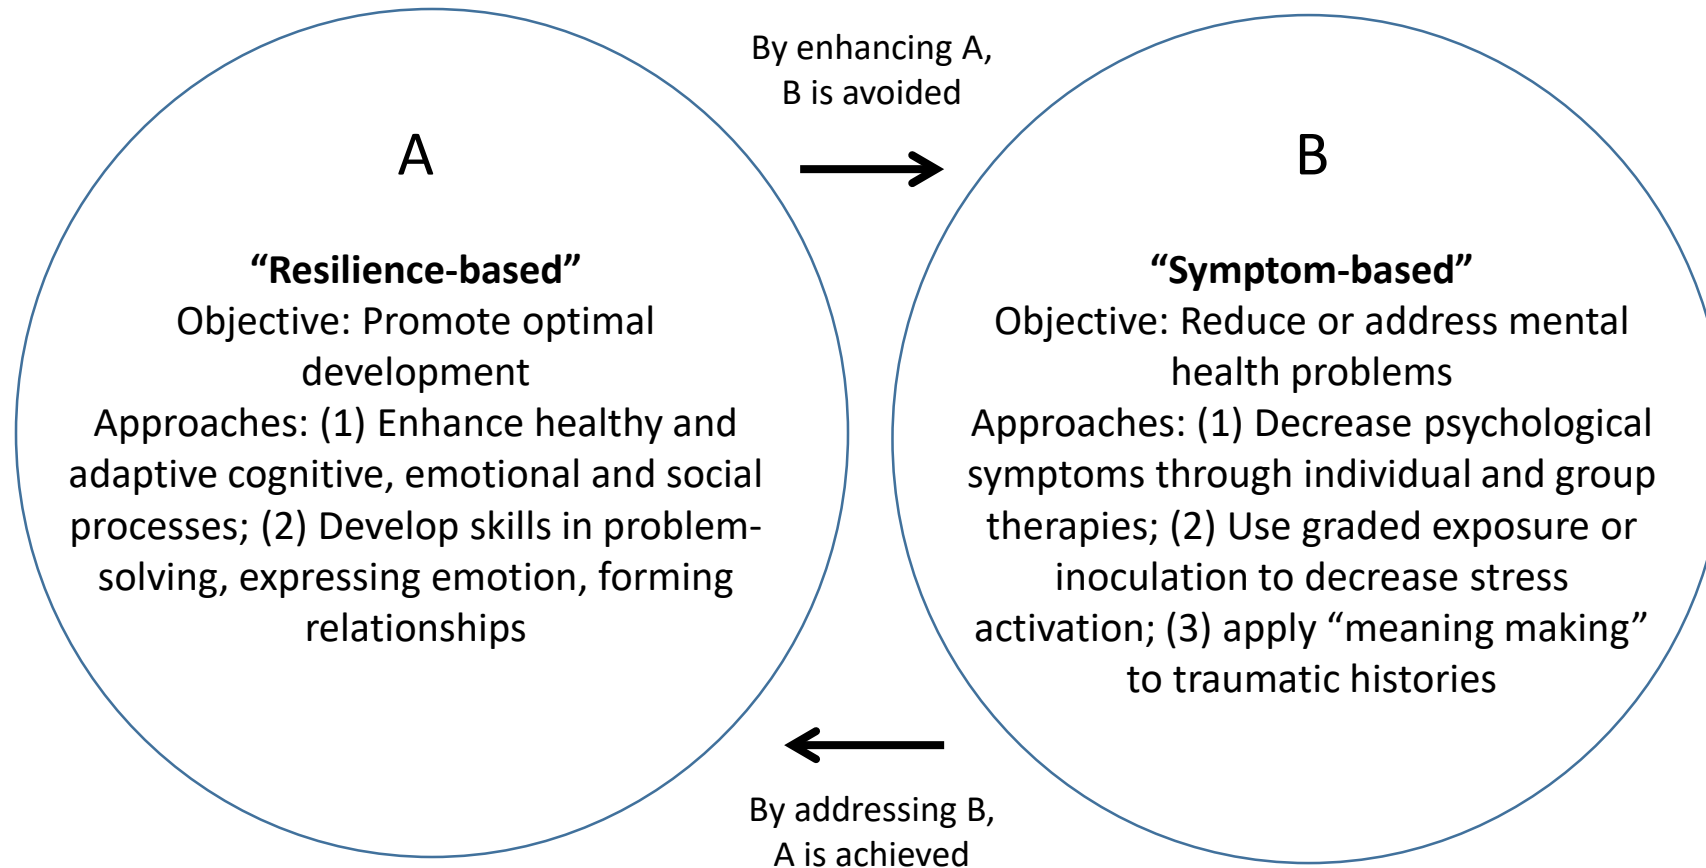 By enhancing A,
B is avoided
A
“Resilience-based”
Objective: Promote optimal
development
Approaches: (1) Enhance healthy and
adaptive cognitive, emotional and social
processes; (2) Develop skills in problem-
solving, expressing emotion, forming
relationships
B
“Symptom-based”
Objective: Reduce or address mental
health problems
Approaches: (1) Decrease psychological
symptoms through individual and group
therapies; (2) Use graded exposure or
inoculation to decrease stress
activation; (3) apply “meaning making”
to traumatic histories
By addressing B,
A is achieved